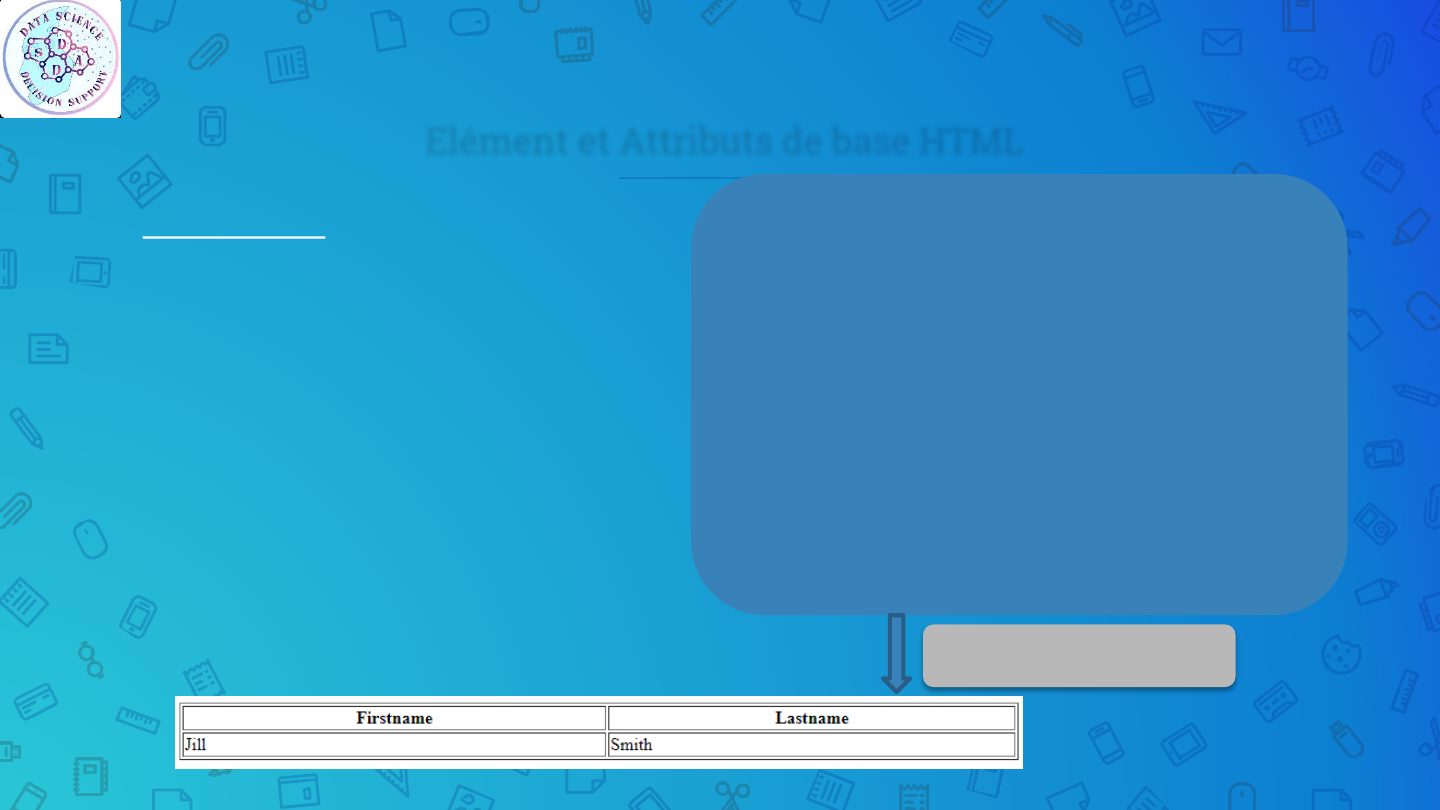 DATA SCIENCE
S D D A
DECISION SUPPORT
Elément et Attributs de base HTML
Firstname Lastname
Jill Smith